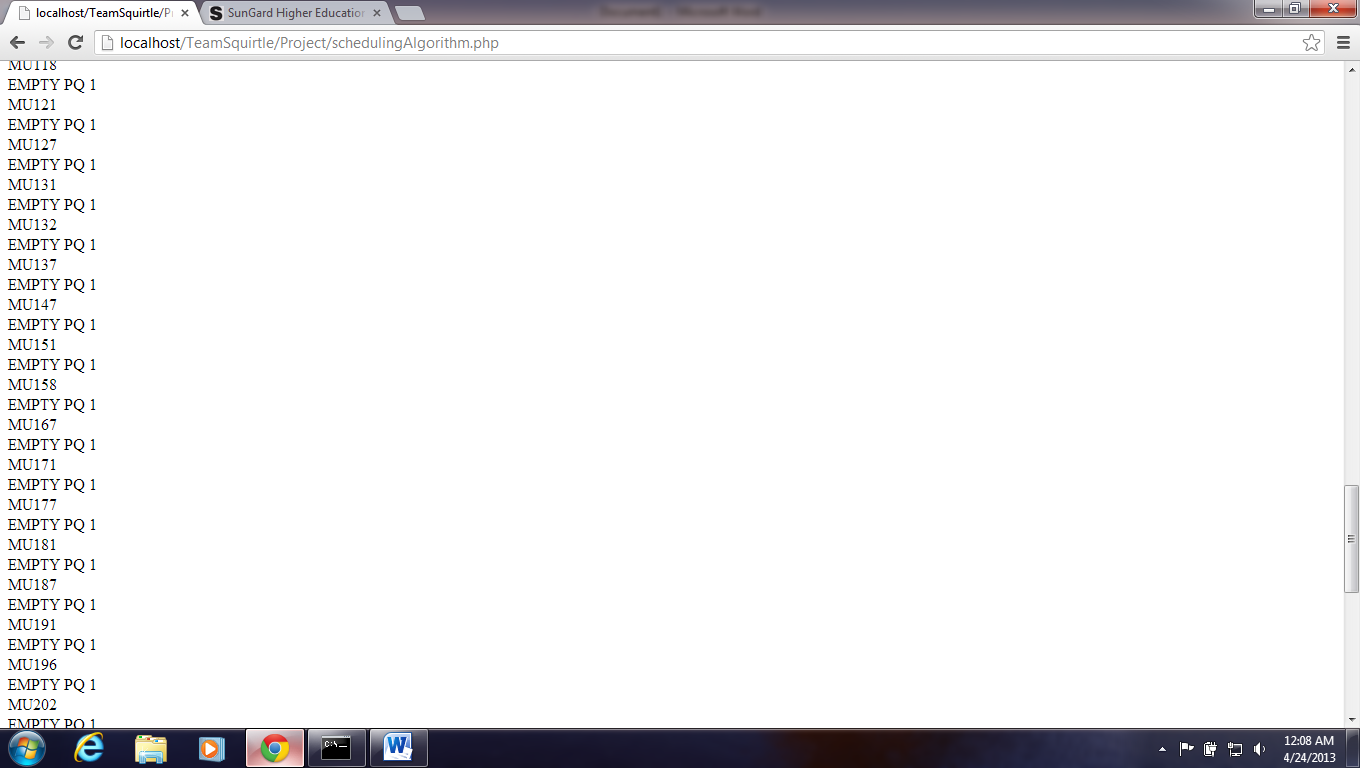 localhost/TeamSquirtle/Pr
SunGard Higher Education
localhost/TeamSquirtle/Project/schedulingAlgorithm.php
MU118
EMPTY PQ 1
MU121
EMPTY PQ 1
MU127
EMPTY PQ 1
MU131
EMPTY PQ 1
MU132
EMPTY PQ 1
MU137
EMPTY PQ 1
MU147
EMPTY PQ 1
MU151
EMPTY PQ 1
MU158
EMPTY PQ 1
MU167
EMPTY PQ 1
MU171
EMPTY PQ 1
MU177
EMPTY PQ 1
MU181
EMPTY PQ 1
MU187
EMPTY PQ 1
MU191
EMPTY PQ 1
MU196
EMPTY PQ 1
MU202
EMPTY PQ 1
12:08 AM
4/24/2013